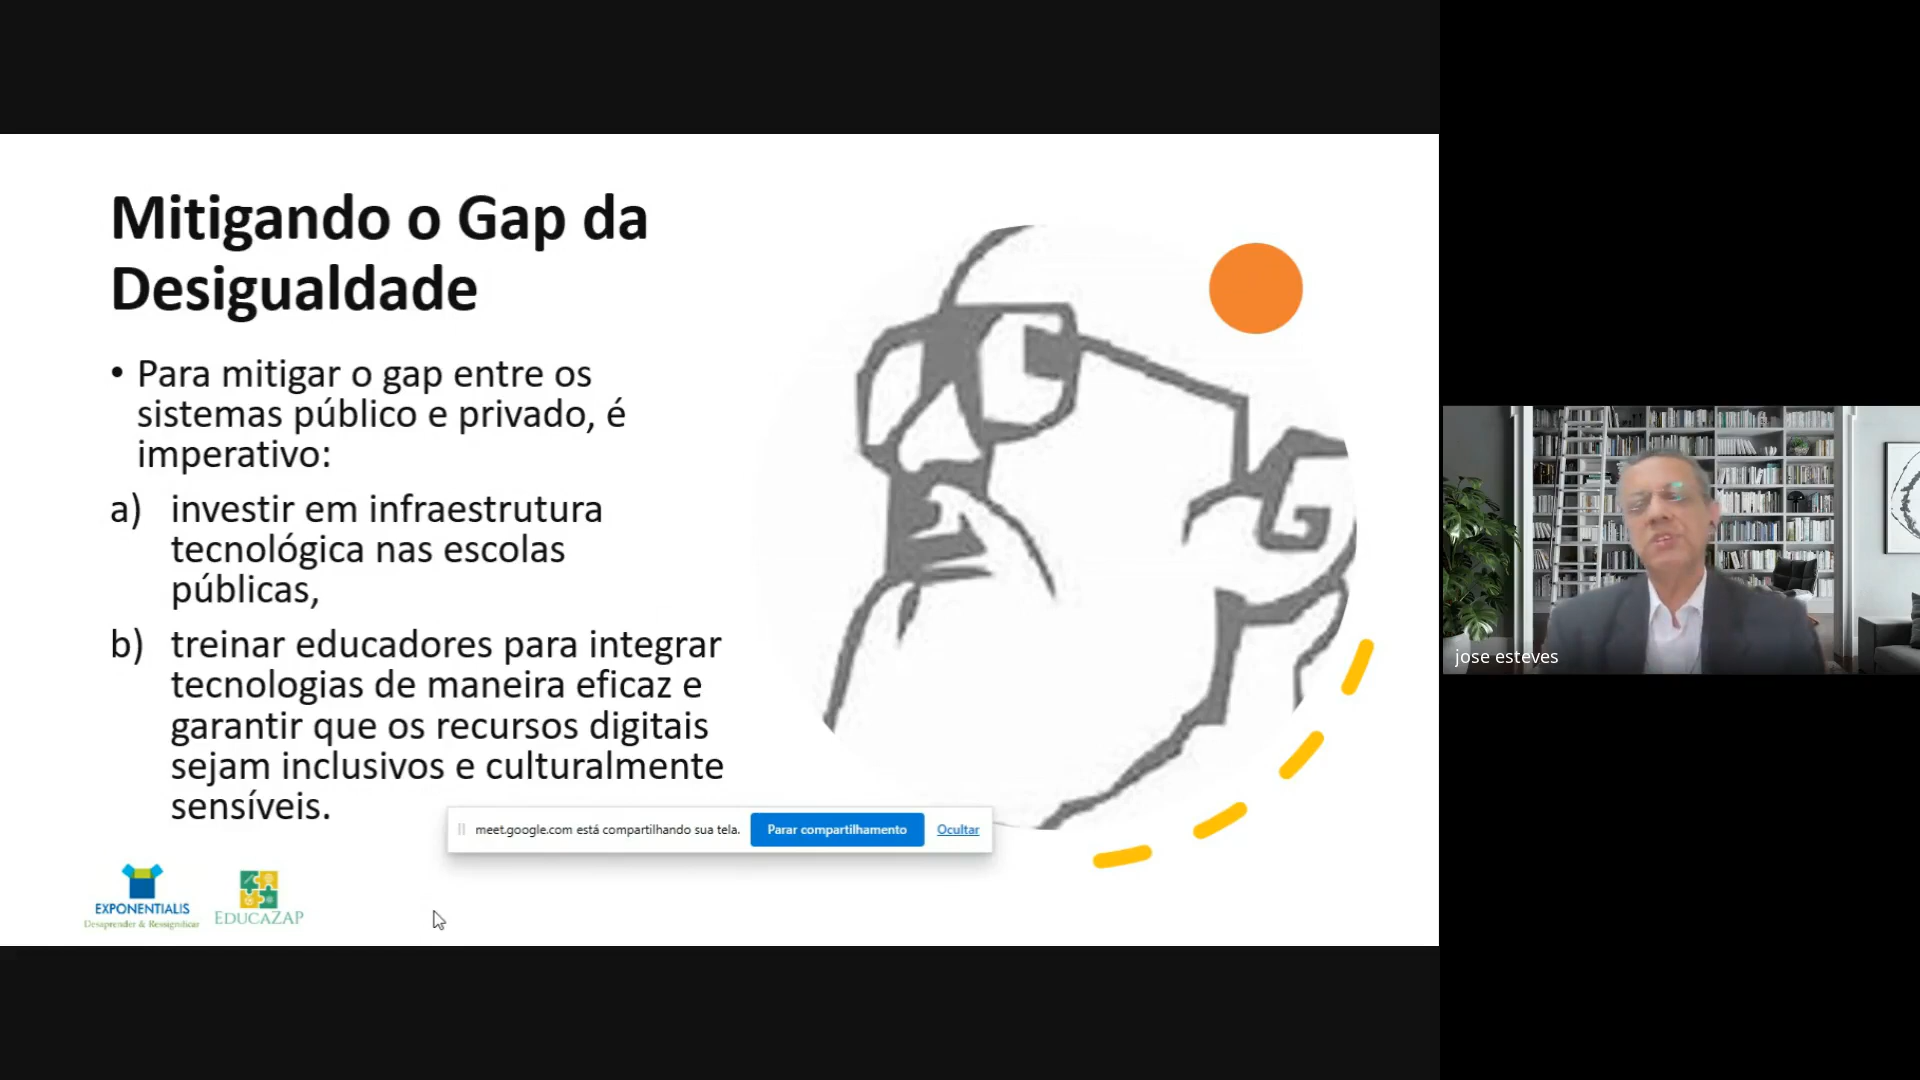 Mitigando o Gap da
Desigualdade
• Para mitigar o gap entre os
sistemas público e privado, é
imperativo:
a) investir em infraestrutura
tecnológica nas escolas
públicas,
b) treinar educadores para integrar
tecnologias de maneira eficaz e
garantir que os recursos digitais
sejam inclusivos e culturalmente
sensíveis.
meet.google.com está compartilhando sua tela.
Parar compartilhamento
Ocultar
EXPONENTIALIS
Desaprender & Ressignificar
EDUCAZAP
jose esteves